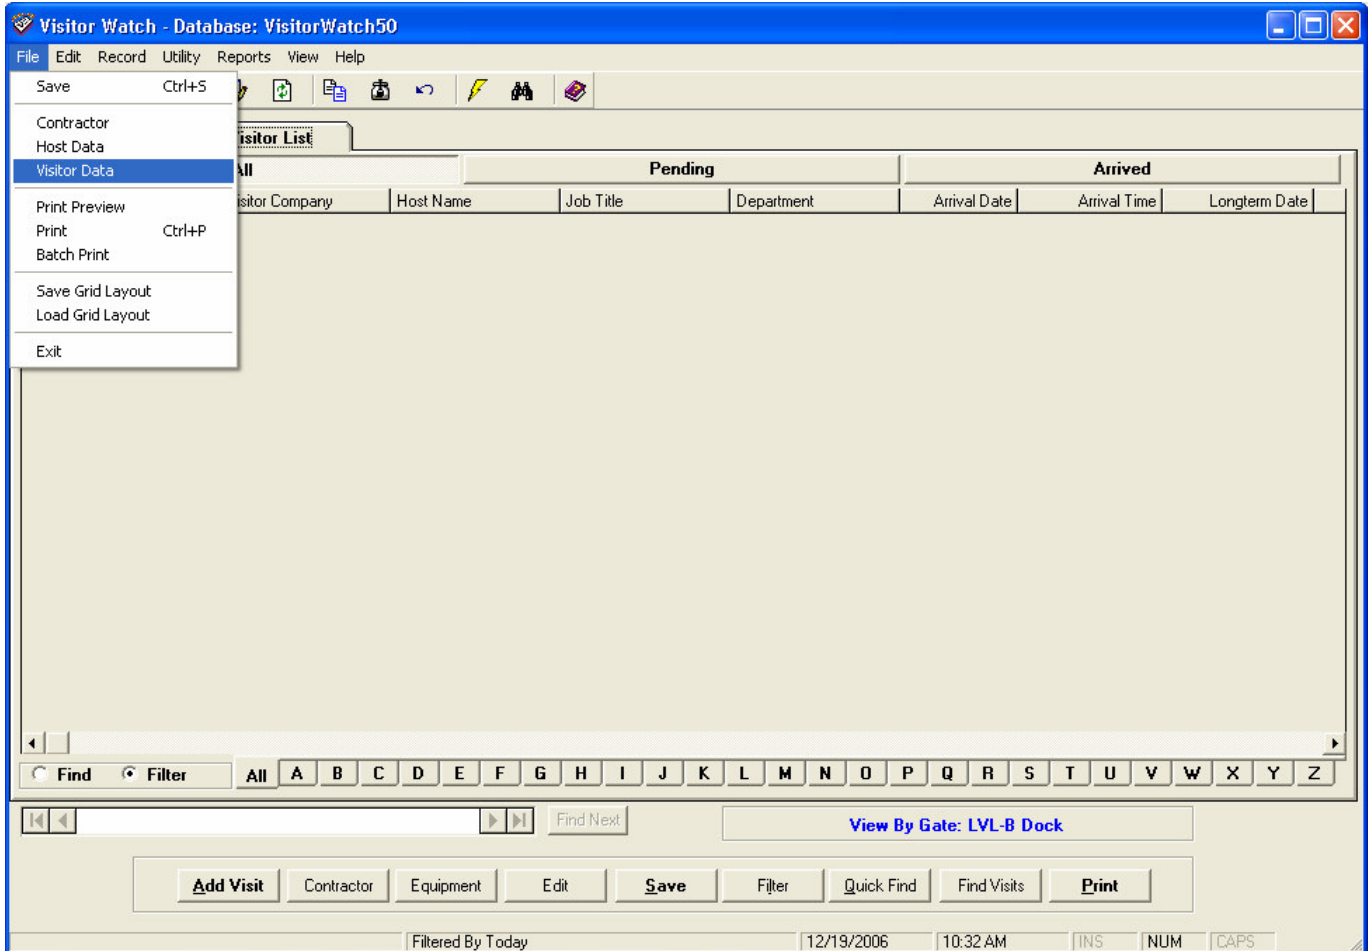 Visitor Watch - Database: VisitorWatch50
File Edit Record Utility Reports View Help
Save Ctrl+S
Contractor
Host Data
Visitor Data
Print Preview
Print Ctrl+P
Batch Print
Save Grid Layout
Load Grid Layout
Exit
isitor List
All Pending Arrived
isitor Company Host Name Job Title Department Arrival Date Arrival Time Longterm Date
Find Filter All A B C D E F G H I J K L M N O P Q R S T U V W X Y Z
Find Next View By Gate: LVL-B Dock
Add Visit Contractor Equipment Edit Save Filter Quick Find Find Visits Print
Filtered By Today 12/19/2006 10:32 AM INS NUM CAPS